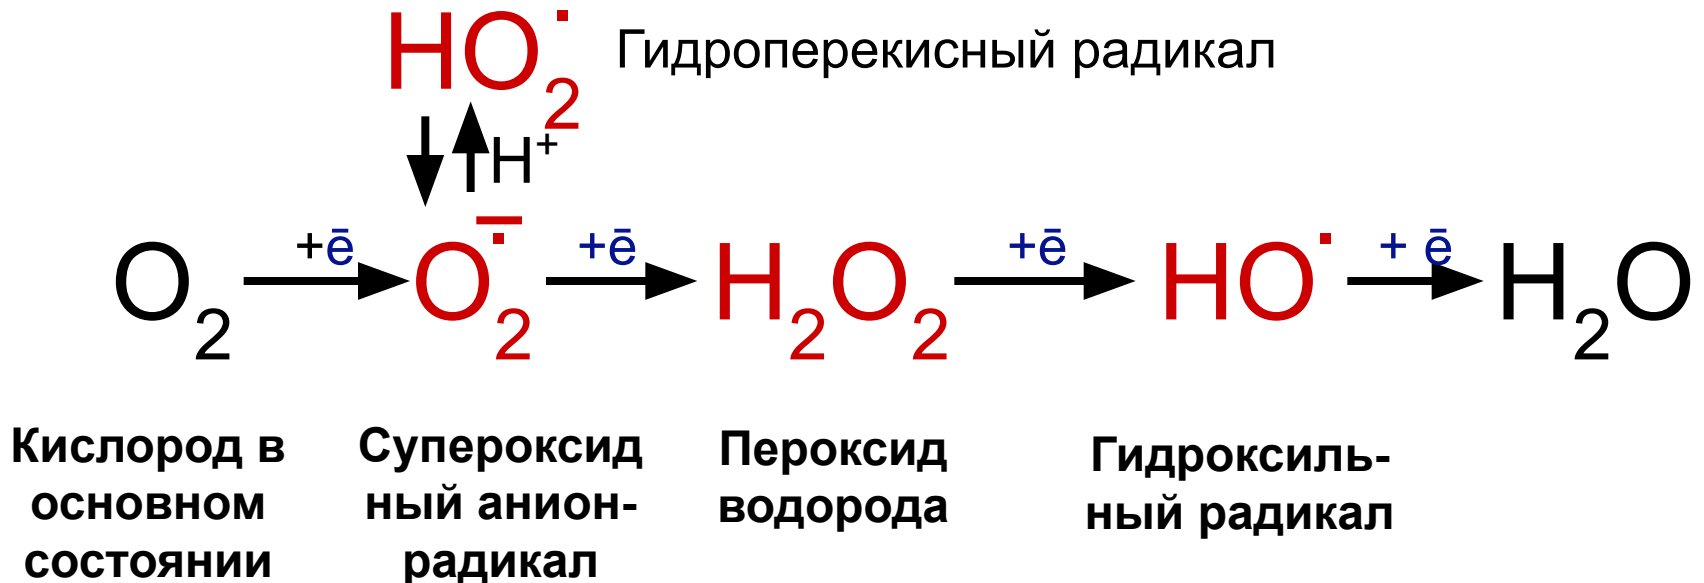 HO₂˙ Гидроперекисный радикал
H⁺
O₂ +ē O₂˙⁻ +ē H₂O₂ +ē HO˙ + ē H₂O
Кислород в
основном
состоянии
Супероксид
ный анион-
радикал
Пероксид
водорода
Гидроксиль-
ный радикал